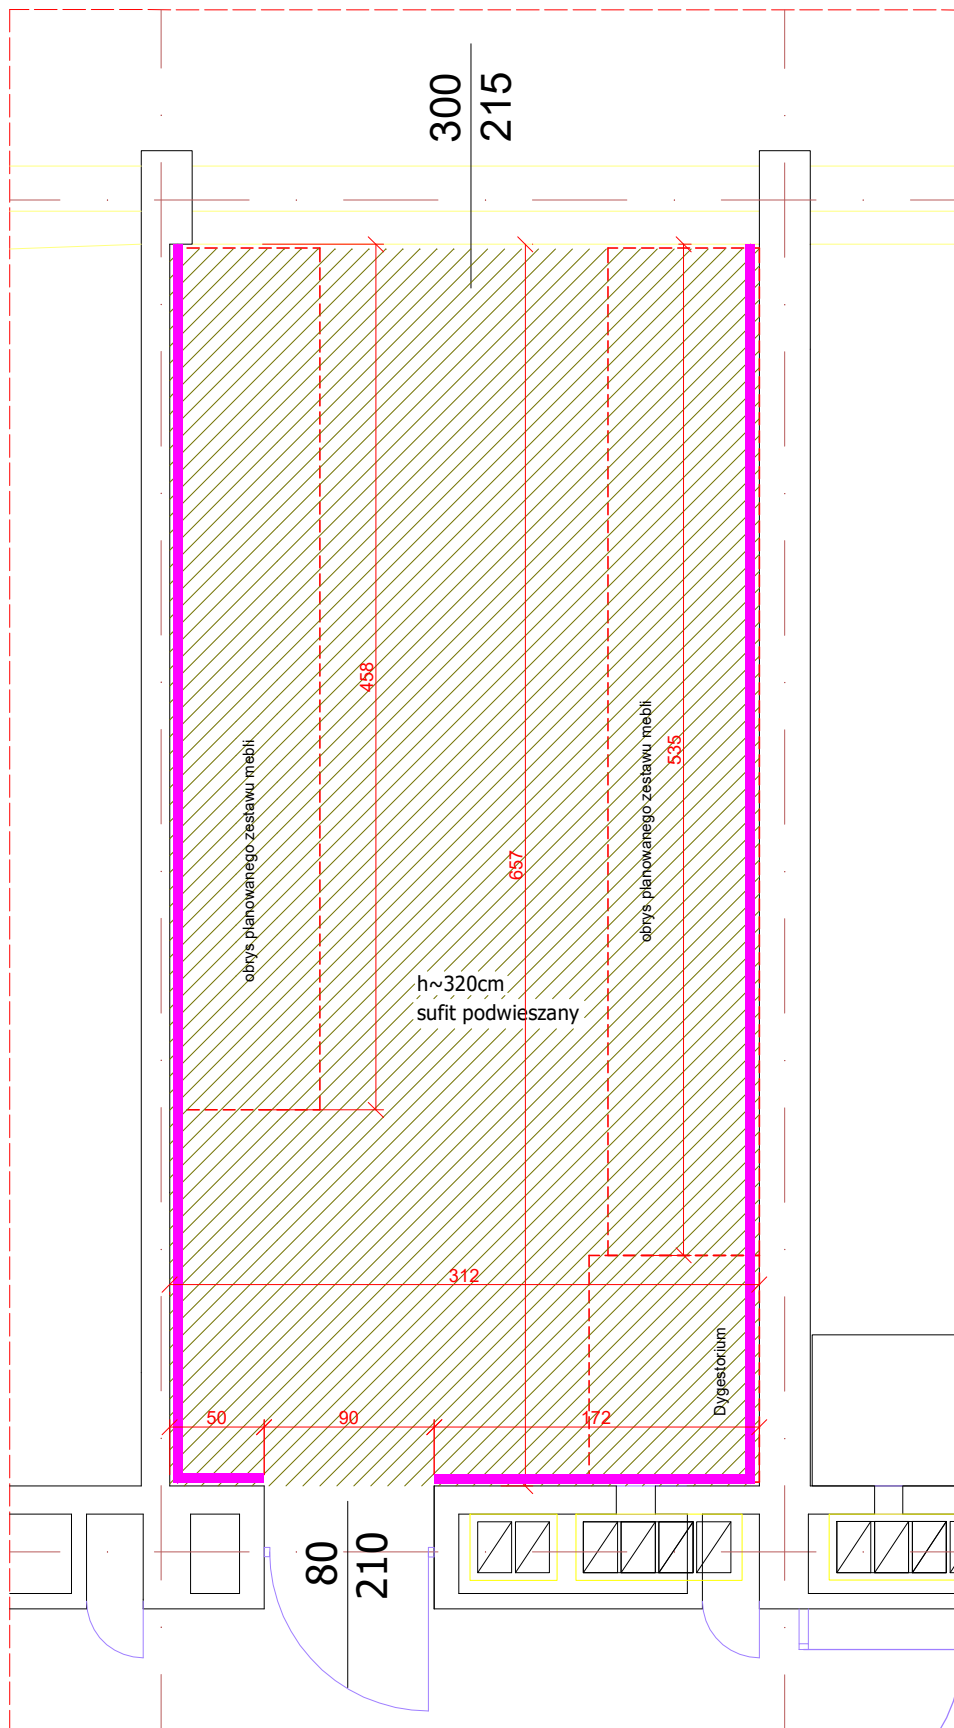 300
215
458
535
obrys planowanego zestawu mebli
obrys planowanego zestawu mebli
657
h~320cm
sufit podwieszany
312
Dygestorium
50
90
172
80
210